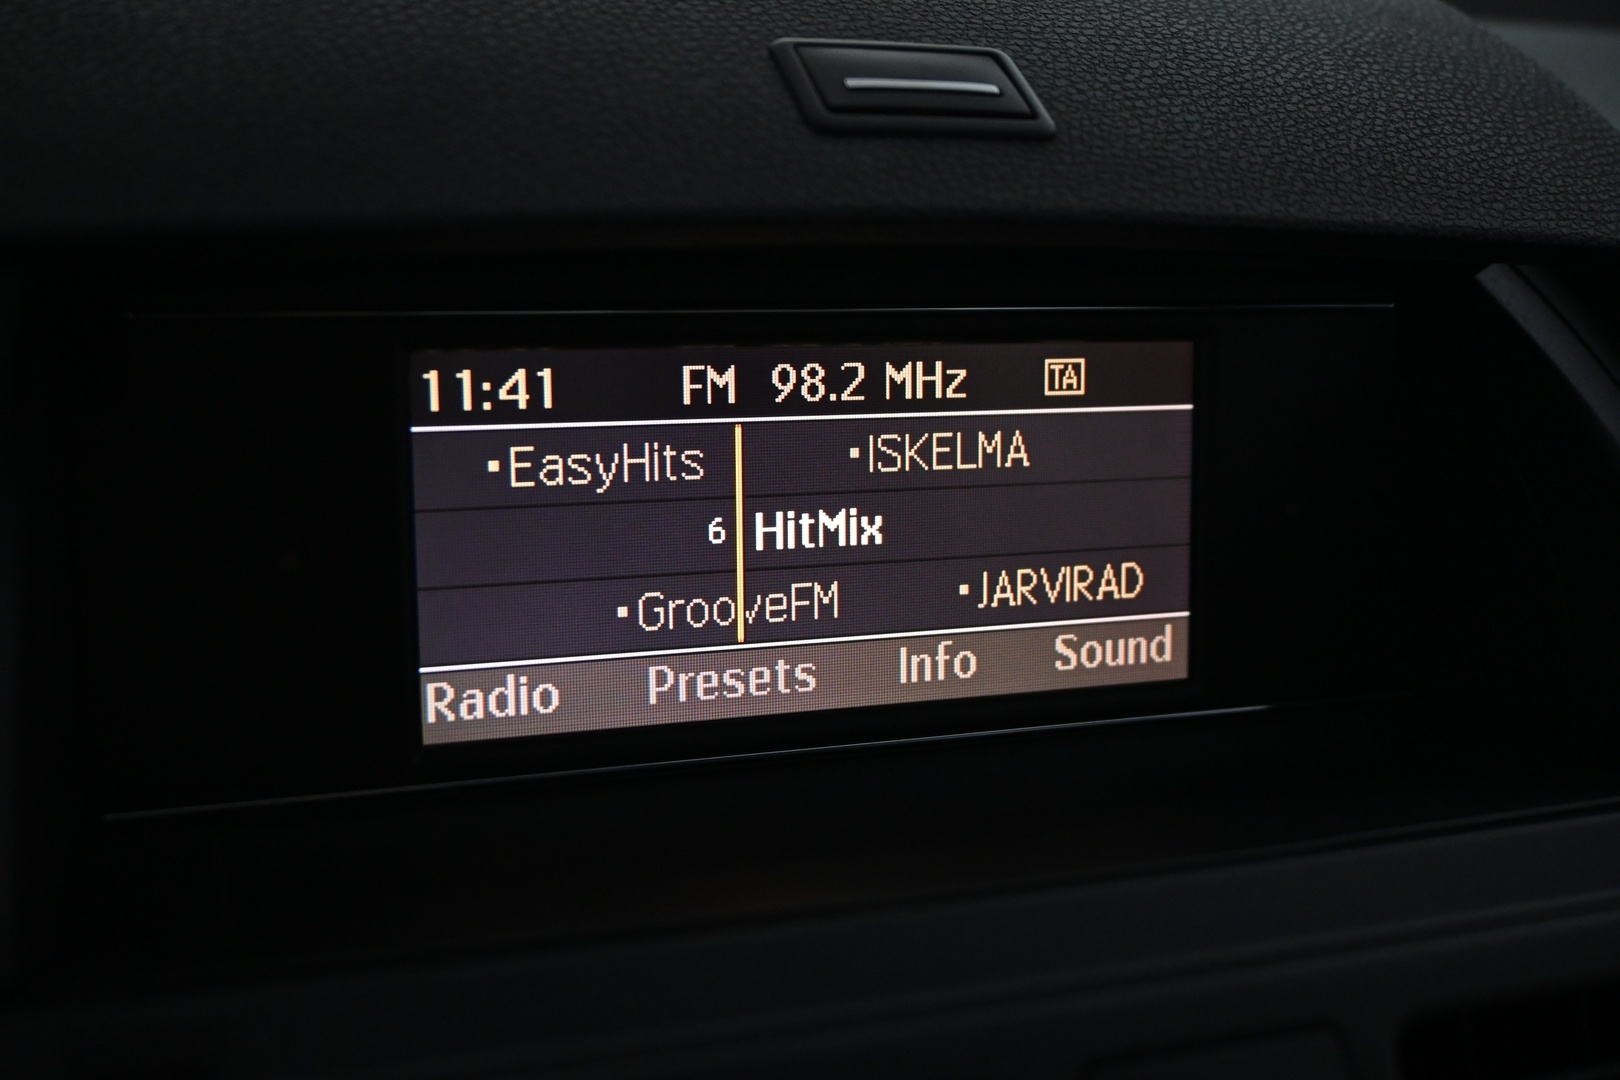 11:41 FM 98.2 MHz TA
▪EasyHits ▪ISKELMA
6 HitMix
▪GrooveFM ▪JARVIRAD
Radio Presets Info Sound